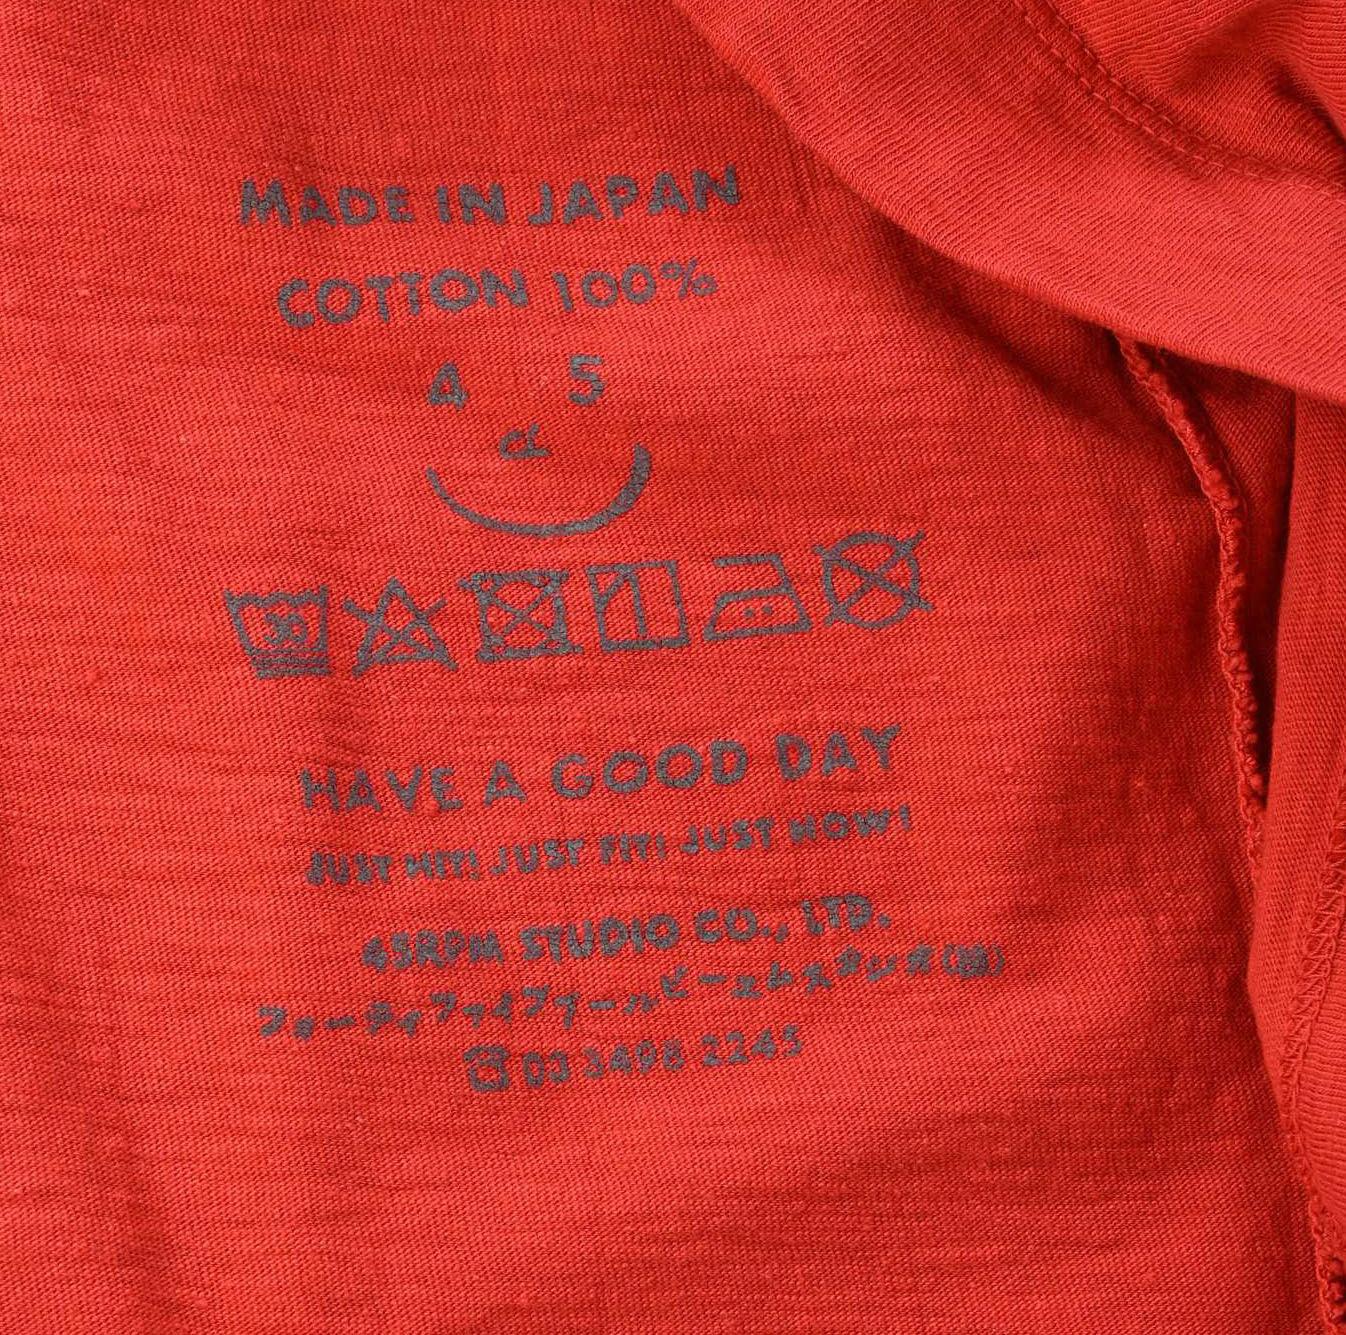 MADE IN JAPAN
COTTON 100%
4 5
R
30
HAVE A GOOD DAY
JUST HIT! JUST FIT! JUST NOW!
45RPM STUDIO CO., LTD.
フォーティファイブアールピーエムスタジオ(株)
☎03 3498 2245